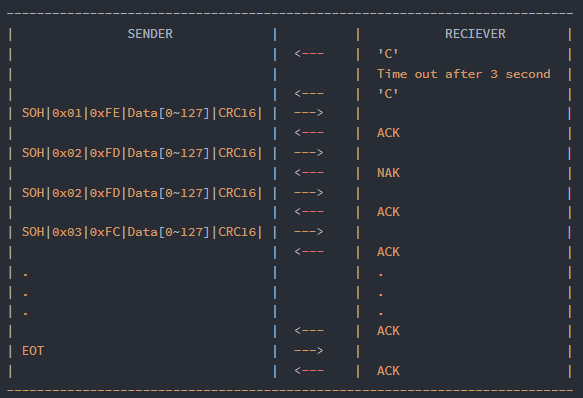 ----------------------------------------------------------------------------
|               SENDER             |          |           RECIEVER        |
|                                  |  <---    |  'C'                      |
|                                  |          |  Time out after 3 second  |
|                                  |  <---    |  'C'                      |
| SOH|0x01|0xFE|Data[0~127]|CRC16| |  --->    |                           |
|                                  |  <---    |  ACK                      |
| SOH|0x02|0xFD|Data[0~127]|CRC16| |  --->    |                           |
|                                  |  <---    |  NAK                      |
| SOH|0x02|0xFD|Data[0~127]|CRC16| |  --->    |                           |
|                                  |  <---    |  ACK                      |
| SOH|0x03|0xFC|Data[0~127]|CRC16| |  --->    |                           |
|                                  |  <---    |  ACK                      |
| .                                |          |  .                        |
| .                                |          |  .                        |
| .                                |          |  .                        |
|                                  |  <---    |  ACK                      |
| EOT                              |  --->    |                           |
|                                  |  <---    |  ACK                      |
----------------------------------------------------------------------------